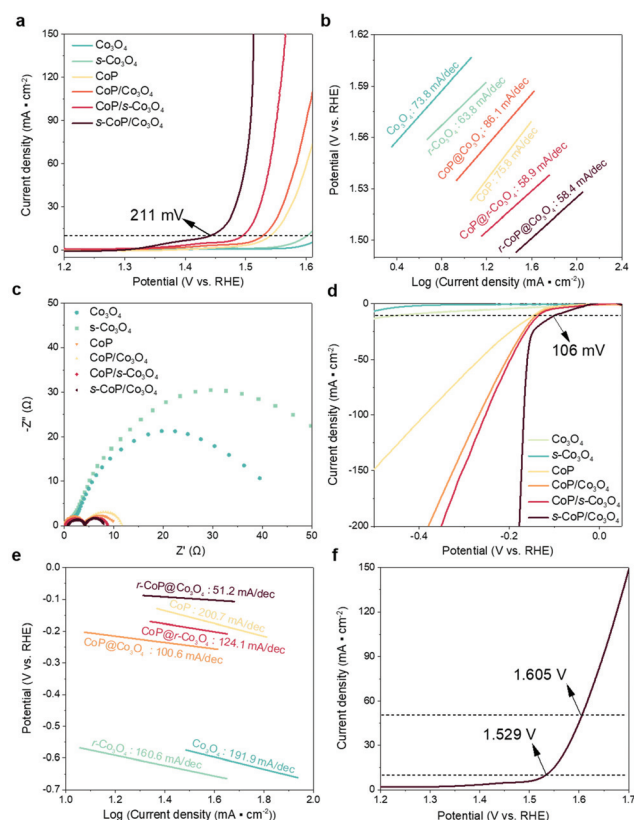 a
150
120
90
60
30
0
Current density (mA • cm⁻²)
Co₃O₄
s-Co₃O₄
CoP
CoP/Co₃O₄
CoP/s-Co₃O₄
s-CoP/Co₃O₄
211 mV
1.2 1.3 1.4 1.5 1.6
Potential (V vs. RHE)
b
1.62
1.59
1.56
1.53
1.50
Potential (V vs. RHE)
Co₃O₄ : 73.8 mA/dec
r-Co₃O₄ : 63.8 mA/dec
CoP@Co₃O₄ : 86.1 mA/dec
CoP : 75.6 mA/dec
CoP@r-Co₃O₄ : 58.9 mA/dec
r-CoP@Co₃O₄ : 58.4 mA/dec
0.4 0.8 1.2 1.6 2.0 2.4
Log (Current density (mA • cm⁻²))
c
50
40
30
20
10
0
-Z'' (Ω)
Co₃O₄
s-Co₃O₄
CoP
CoP/Co₃O₄
CoP/s-Co₃O₄
s-CoP/Co₃O₄
0 10 20 30 40 50
Z' (Ω)
d
0
-50
-100
-150
-200
Current density (mA • cm⁻²)
106 mV
Co₃O₄
s-Co₃O₄
CoP
CoP/Co₃O₄
CoP/s-Co₃O₄
s-CoP/Co₃O₄
-0.4 -0.2 0.0
Potential (V vs. RHE)
e
0.0
-0.1
-0.2
-0.3
-0.4
-0.5
-0.6
-0.7
Potential (V vs. RHE)
r-CoP@Co₃O₄ : 51.2 mA/dec
CoP : 200.7 mA/dec
CoP@r-Co₃O₄ : 124.1 mA/dec
CoP@Co₃O₄ : 100.6 mA/dec
r-Co₃O₄ : 160.6 mA/dec
Co₃O₄ : 191.9 mA/dec
1.0 1.2 1.4 1.6 1.8 2.0
Log (Current density (mA • cm⁻²))
f
150
120
90
60
30
0
Current density (mA • cm⁻²)
1.605 V
1.529 V
1.2 1.3 1.4 1.5 1.6 1.7
Potential (V vs. RHE)